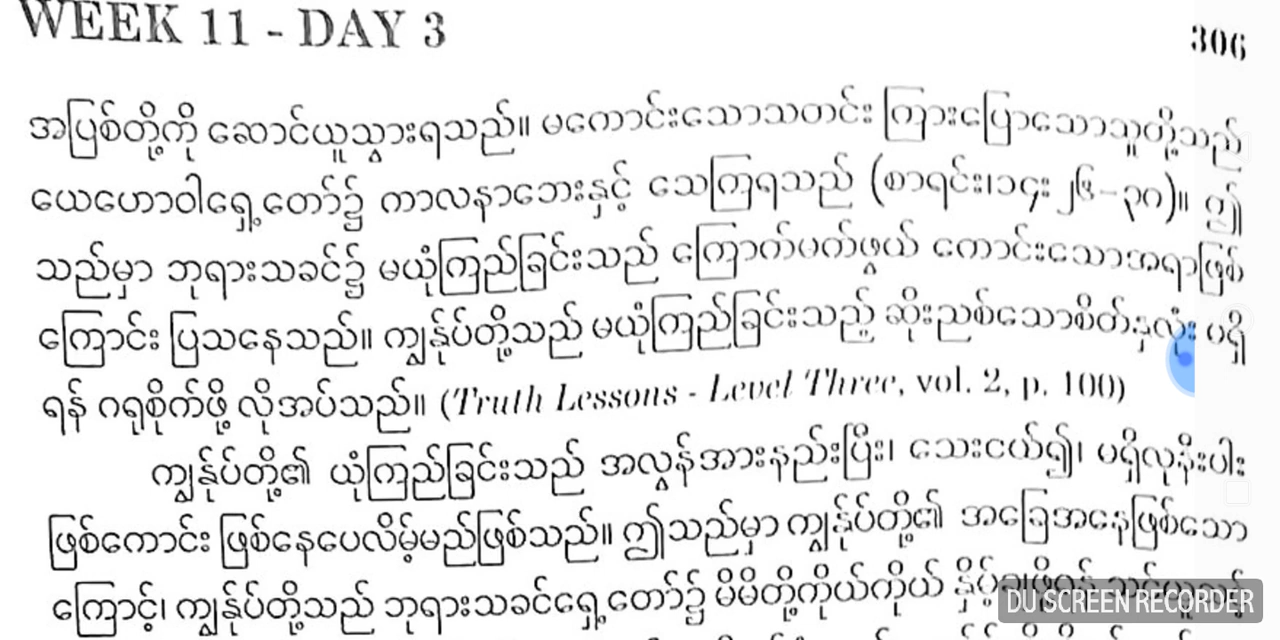 WEEK 11 - DAY 3
306
အပြစ်တို့ကို ဆောင်ယူသွားရသည်။ မကောင်းသောသတင်း ကြားပြောသောသူတို့သည်
ယေဟောဝါရှေ့တော်၌ ကာလနာဘေးနှင့် သေကြရသည် (စာရင်း၊၁၄း ၂၆–၃၀)။ ဤ
သည်မှာ ဘုရားသခင်၌ မယုံကြည်ခြင်းသည် ကြောက်မက်ဖွယ် ကောင်းသောအရာဖြစ်
ကြောင်း ပြသနေသည်။ ကျွန်ုပ်တို့သည် မယုံကြည်ခြင်းသည့် ဆိုးညစ်သောစိတ်နှလုံး မရှိ
ရန် ဂရုစိုက်ဖို့ လိုအပ်သည်။ (Truth Lessons - Level Three, vol. 2, p. 100)
ကျွန်ုပ်တို့၏ ယုံကြည်ခြင်းသည် အလွန်အားနည်းပြီး၊ သေးငယ်၍၊ မရှိလုနီးပါး
ဖြစ်ကောင်း ဖြစ်နေပေလိမ့်မည်ဖြစ်သည်။ ဤသည်မှာ ကျွန်ုပ်တို့၏ အခြေအနေဖြစ်သော
ကြောင့်၊ ကျွန်ုပ်တို့သည် ဘုရားသခင်ရှေ့တော်၌ မိမိတို့ကိုယ်ကိုယ်
DU SCREEN RECORDER